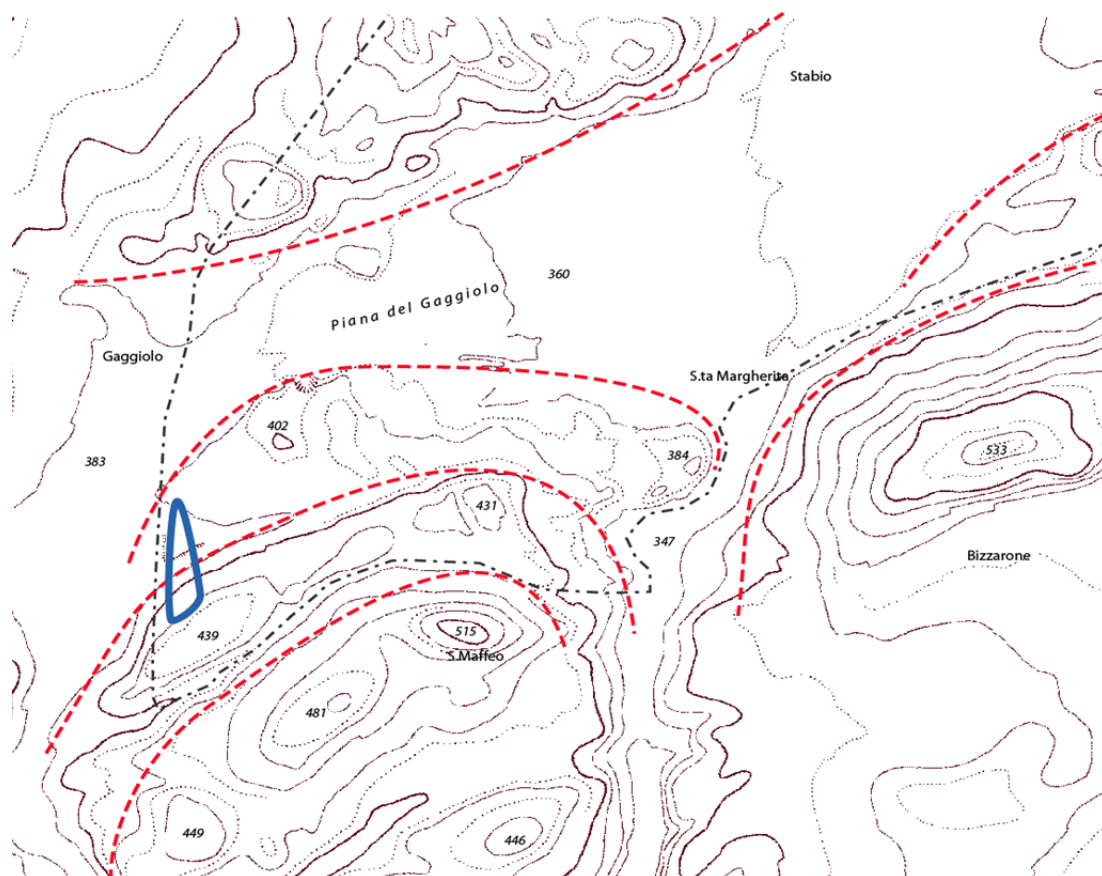 Stabio
360
Piana del Gaggiolo
Gaggiolo
S.ta Margherita
402
383
384
533
431
347
Bizzarone
439
515
S.Maffeo
481
449
446